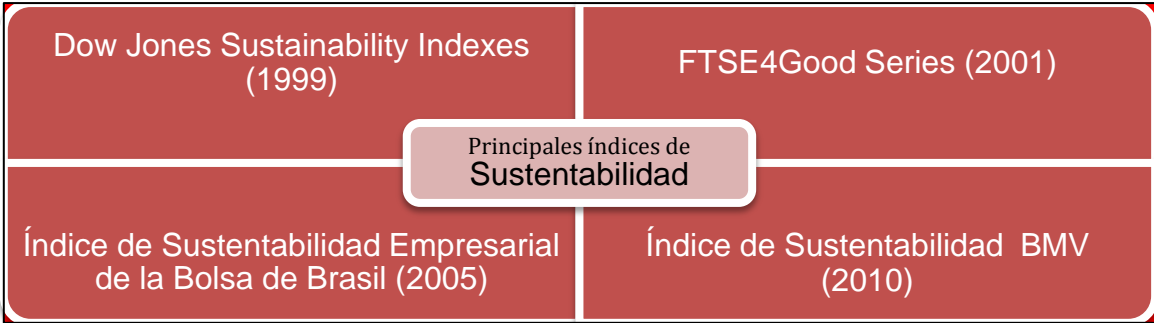 Dow Jones Sustainability Indexes
(1999)
FTSE4Good Series (2001)
Principales índices de
Sustentabilidad
Índice de Sustentabilidad Empresarial
de la Bolsa de Brasil (2005)
Índice de Sustentabilidad  BMV
(2010)